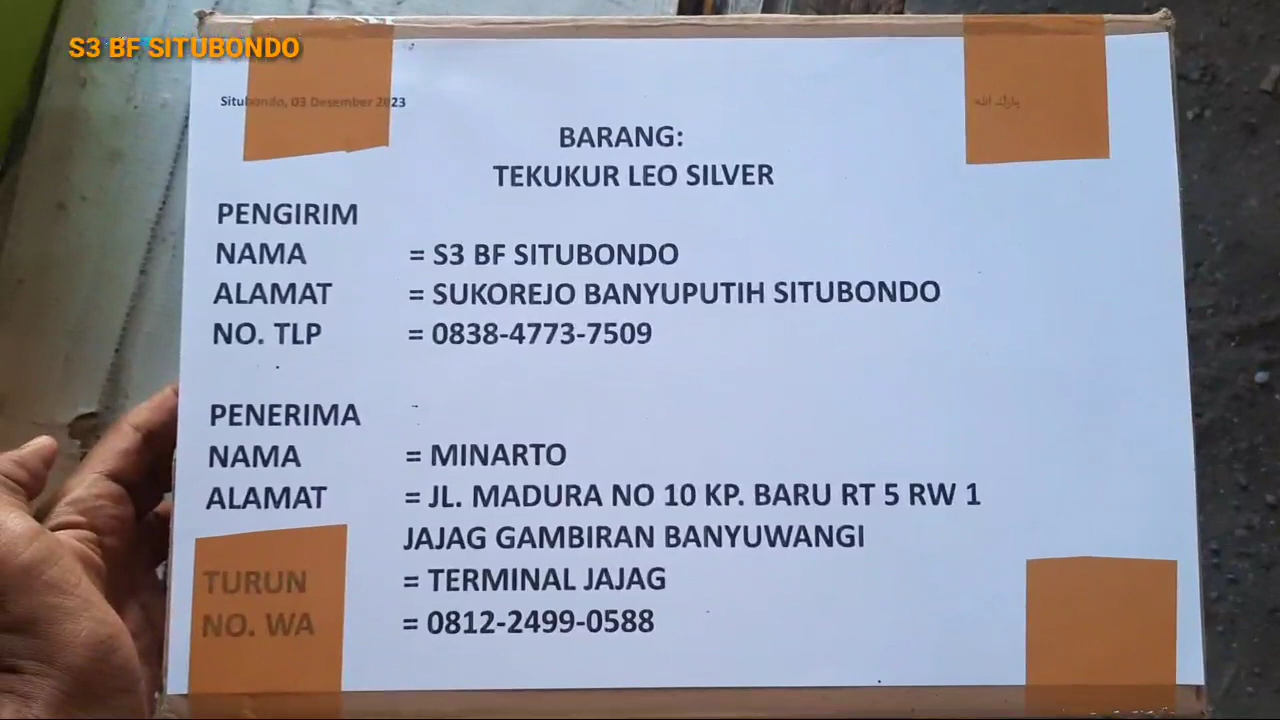 S3 BF SITUBONDO
Situbondo, 03 Desember 2023
بارك الله
BARANG:
TEKUKUR LEO SILVER
PENGIRIM
NAMA = S3 BF SITUBONDO
ALAMAT = SUKOREJO BANYUPUTIH SITUBONDO
NO. TLP = 0838-4773-7509
PENERIMA
NAMA = MINARTO
ALAMAT = JL. MADURA NO 10 KP. BARU RT 5 RW 1
JAJAG GAMBIRAN BANYUWANGI
TURUN = TERMINAL JAJAG
NO. WA = 0812-2499-0588